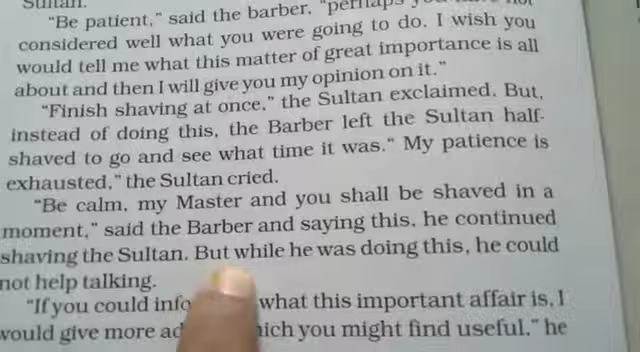 Sultan.
"Be patient," said the barber, "perhaps you have not
considered well what you were going to do. I wish you
would tell me what this matter of great importance is all
about and then I will give you my opinion on it."
"Finish shaving at once," the Sultan exclaimed. But,
instead of doing this, the Barber left the Sultan half-
shaved to go and see what time it was." My patience is
exhausted," the Sultan cried.
"Be calm, my Master and you shall be shaved in a
moment," said the Barber and saying this, he continued
shaving the Sultan. But while he was doing this, he could
not help talking.
"If you could what this important affair is, I
would give more which you might find useful," he